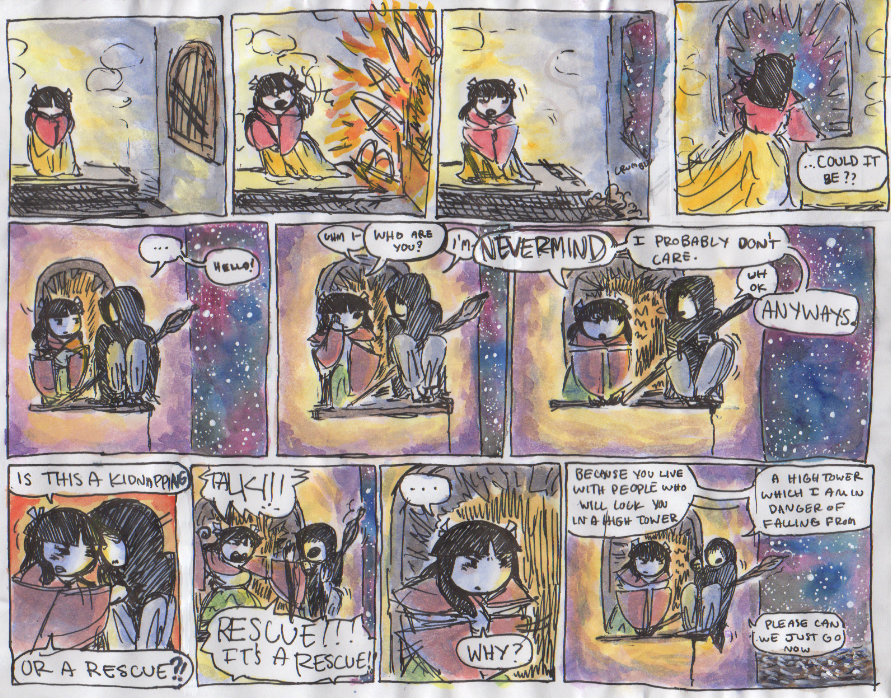 BAAM!
CRUMBLE
...COULD IT
BE??
...
HELLO!
UHM I-
WHO ARE
YOU?
I'M
NEVERMIND
I PROBABLY DON'T
CARE.
UH
OK
ANYWAYS.
IS THIS A KIDNAPPING
OR A RESCUE?!
TALK!!!
RESCUE!!!
IT'S A RESCUE!
...
WHY?
BECAUSE YOU LIVE
WITH PEOPLE WHO
WILL LOCK YOU
IN A HIGH TOWER
A HIGH TOWER
WHICH I AM IN
DANGER OF
FALLING FROM
PLEASE CAN
WE JUST GO
NOW